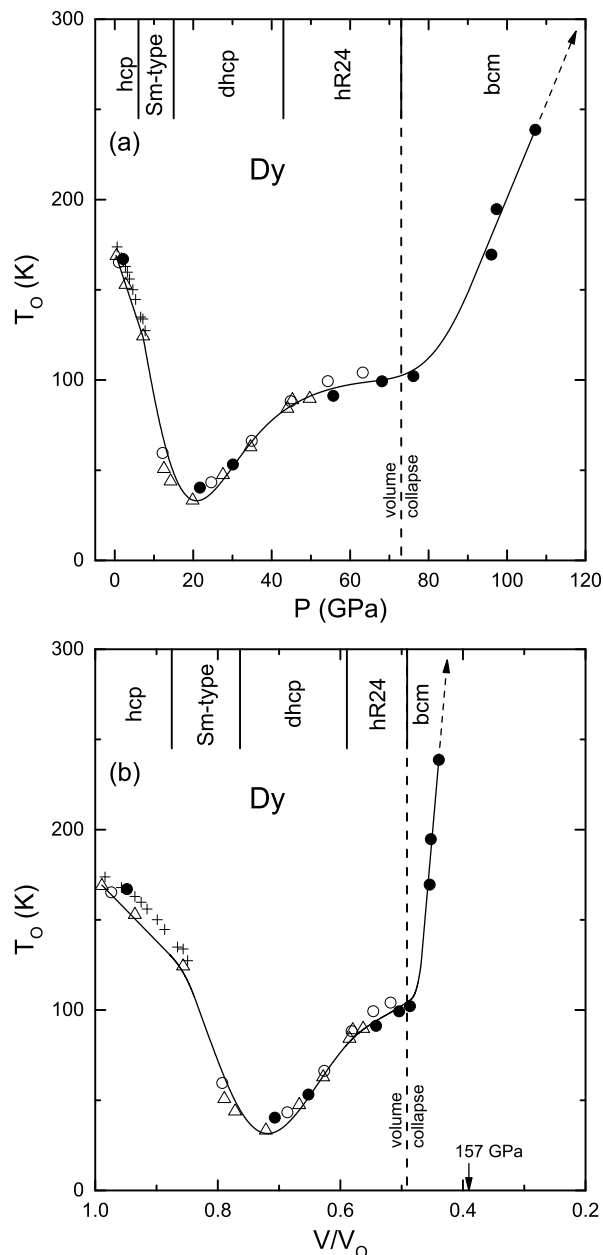 300
200
100
0
T_O (K)
hcp
Sm-type
dhcp
hR24
bcm
(a)
Dy
volume
collapse
0 20 40 60 80 100 120
P (GPa)
300
200
100
0
T_O (K)
hcp
Sm-type
dhcp
hR24
bcm
(b)
Dy
volume
collapse
157 GPa
1.0 0.8 0.6 0.4 0.2
V/V_O